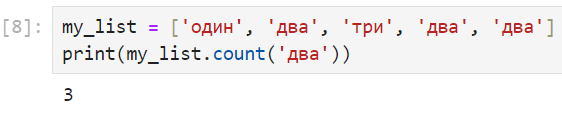 [8]: my_list = ['один', 'два', 'три', 'два', 'два']
print(my_list.count('два'))
3